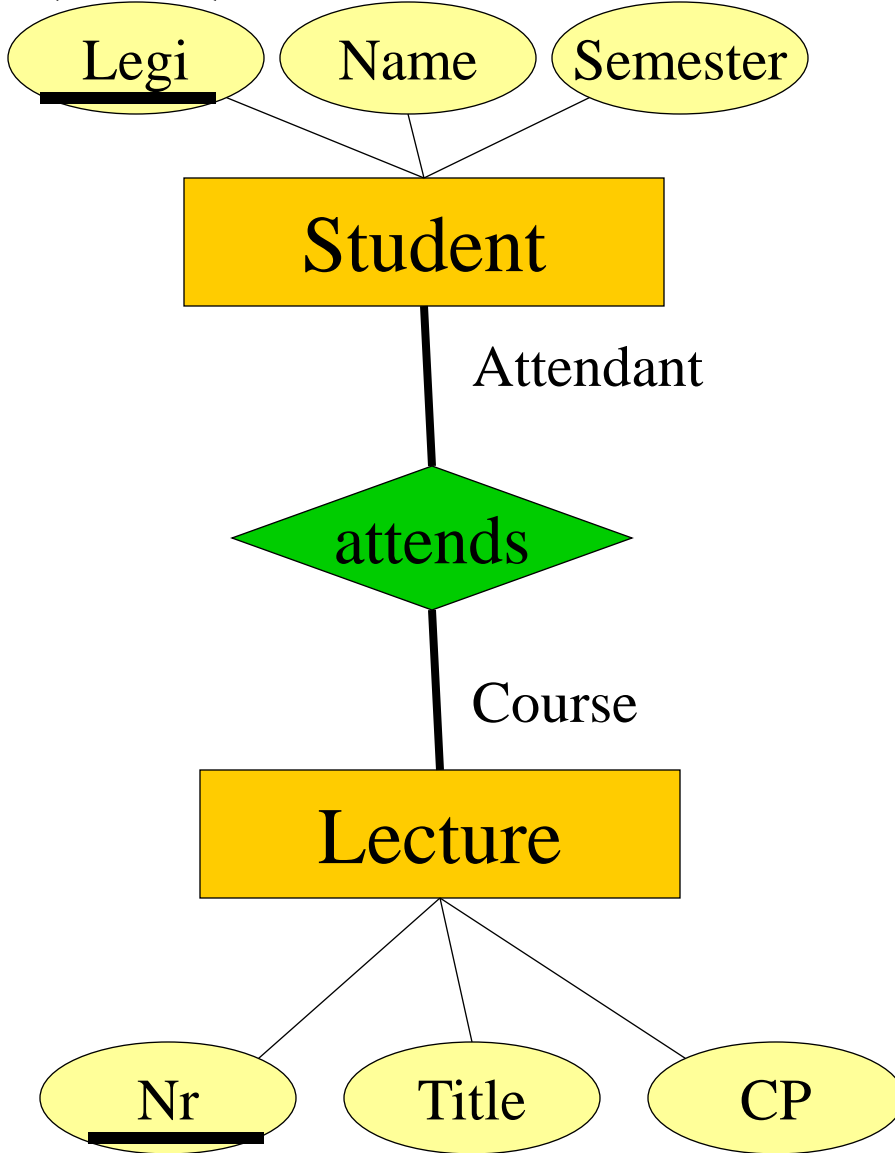 Legi Name Semester
Student
Attendant
attends
Course
Lecture
Nr Title CP